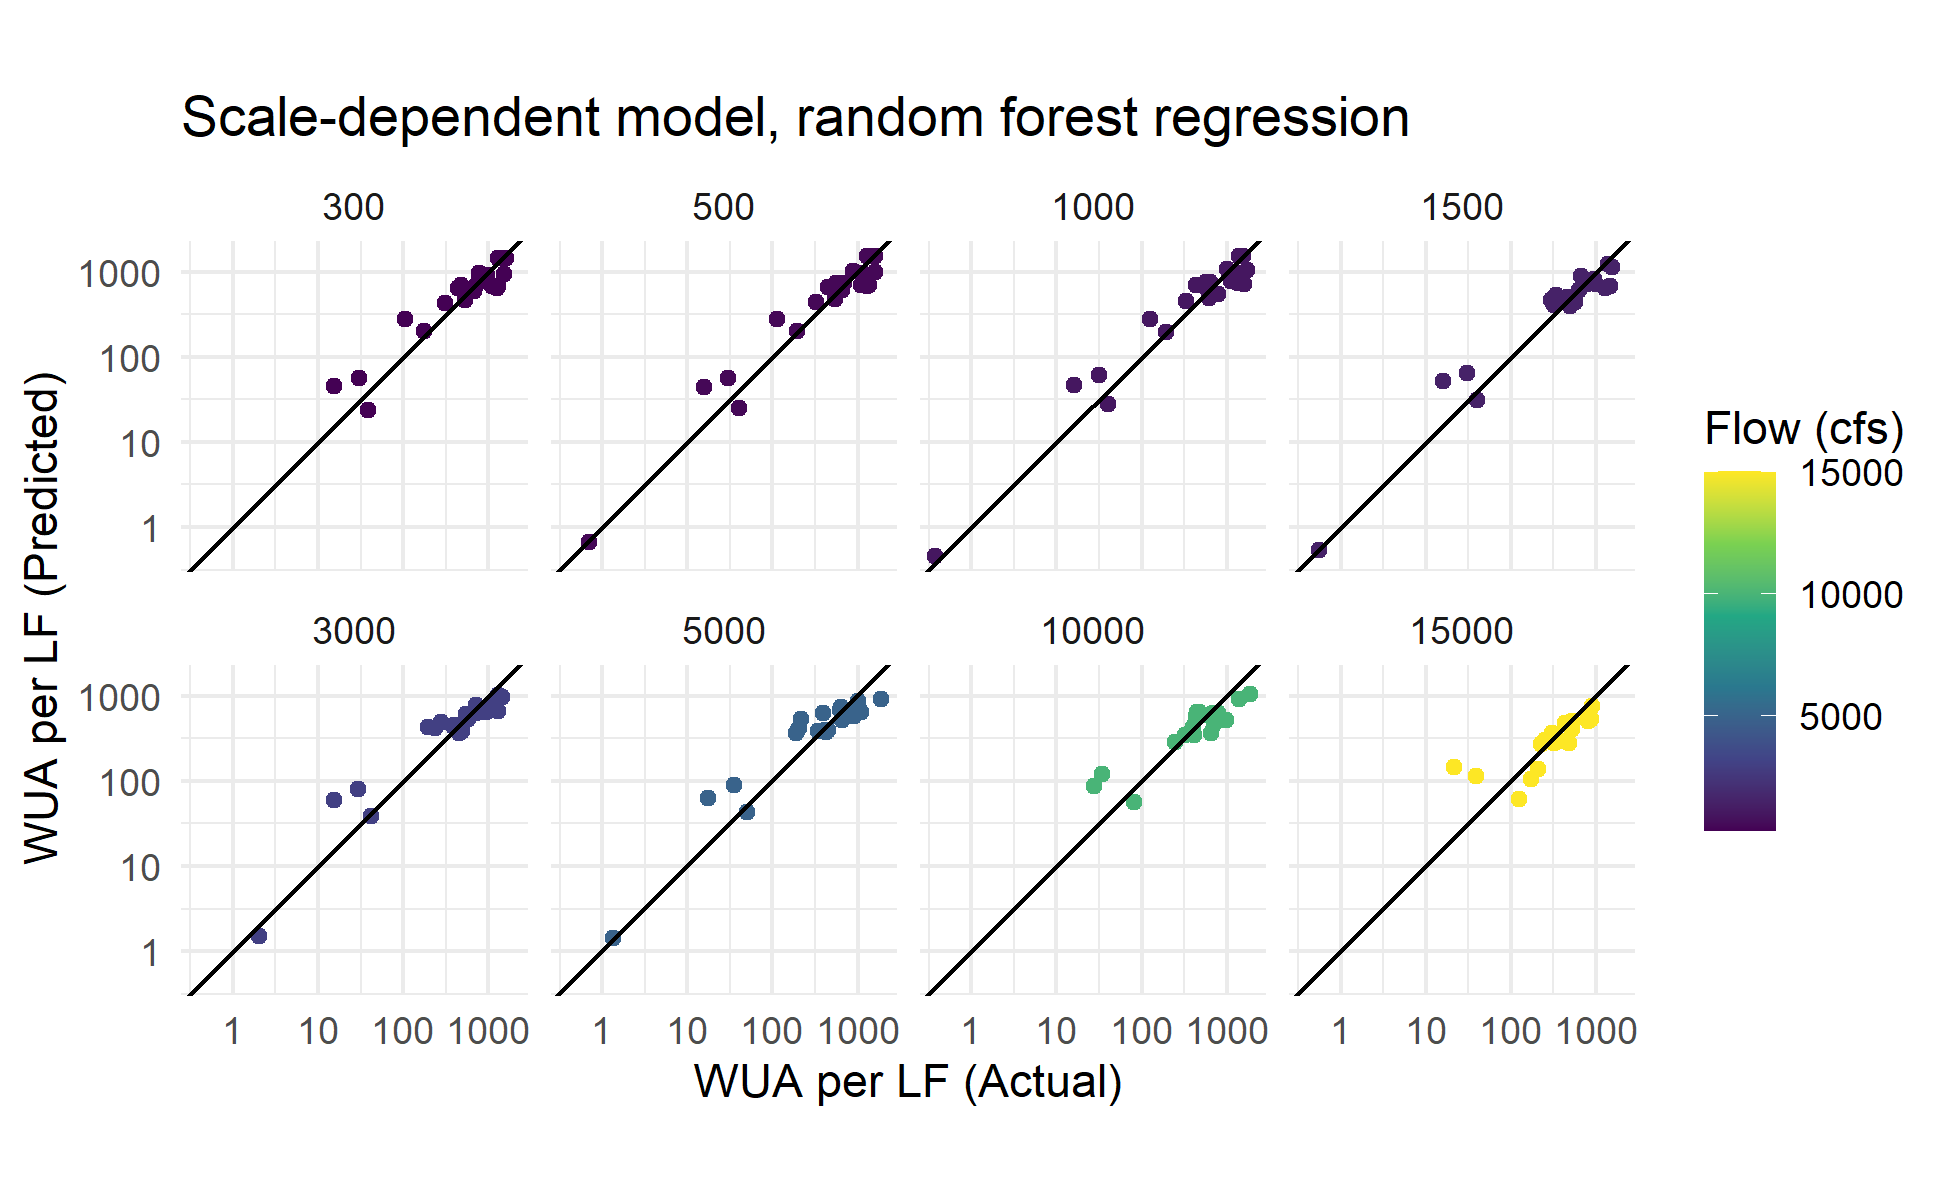 Scale-dependent model, random forest regression
300 500 1000 1500
1000
100
10
1
3000 5000 10000 15000
1000
100
10
1
1 10 100 1000 1 10 100 1000 1 10 100 1000 1 10 100 1000
WUA per LF (Actual)
WUA per LF (Predicted)
Flow (cfs)
15000
10000
5000